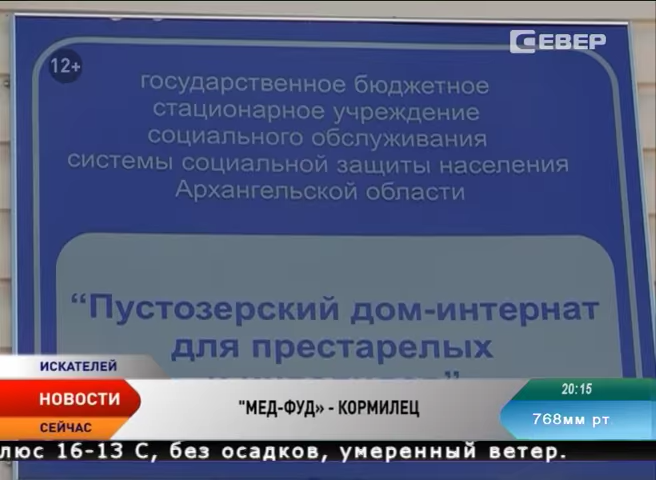 СЕВЕР
12+
государственное бюджетное
стационарное учреждение
социального обслуживания
системы социальной защиты населения
Архангельской области
“Пустозерский дом-интернат
для престарелых
ИСКАТЕЛЕЙ
НОВОСТИ
СЕЙЧАС
"МЕД-ФУД» - КОРМИЛЕЦ
20:15
768мм рт
люс 16-13 С, без осадков, умеренный ветер.